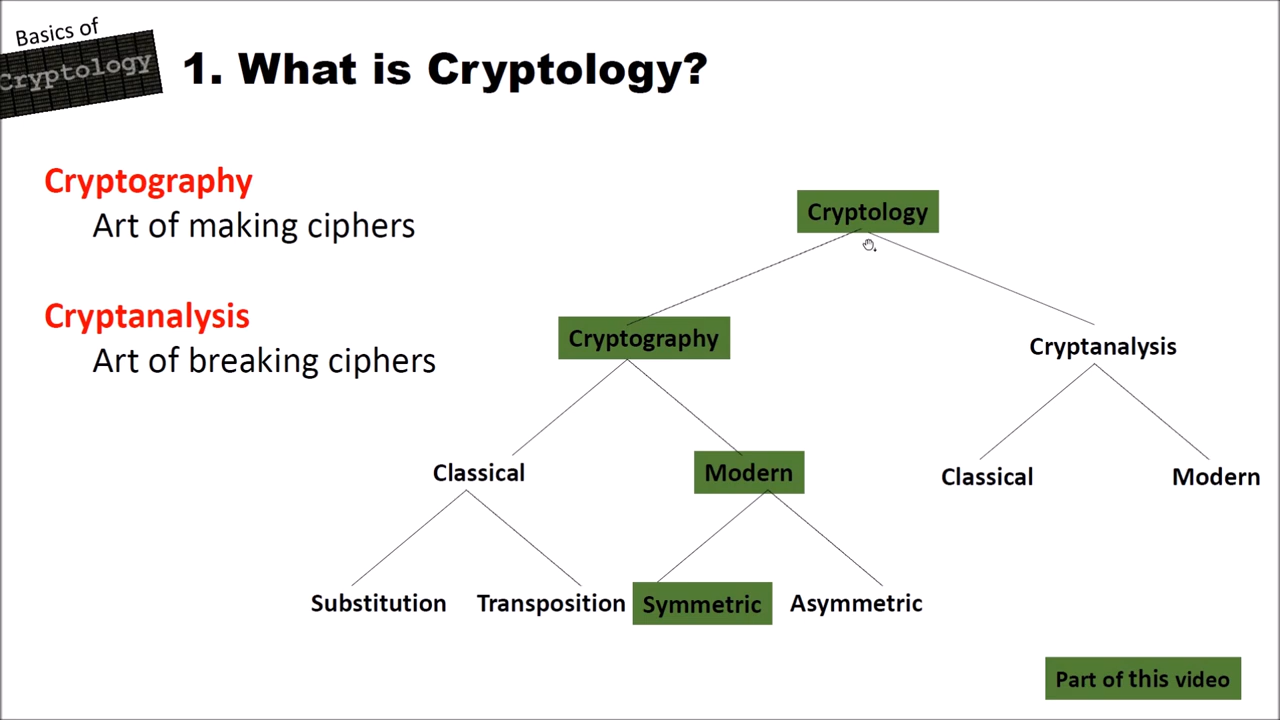 Basics of
Cryptology
1. What is Cryptology?
Cryptography
Art of making ciphers
Cryptanalysis
Art of breaking ciphers
Cryptology
Cryptography
Cryptanalysis
Classical
Modern
Classical
Modern
Substitution
Transposition
Symmetric
Asymmetric
Part of this video